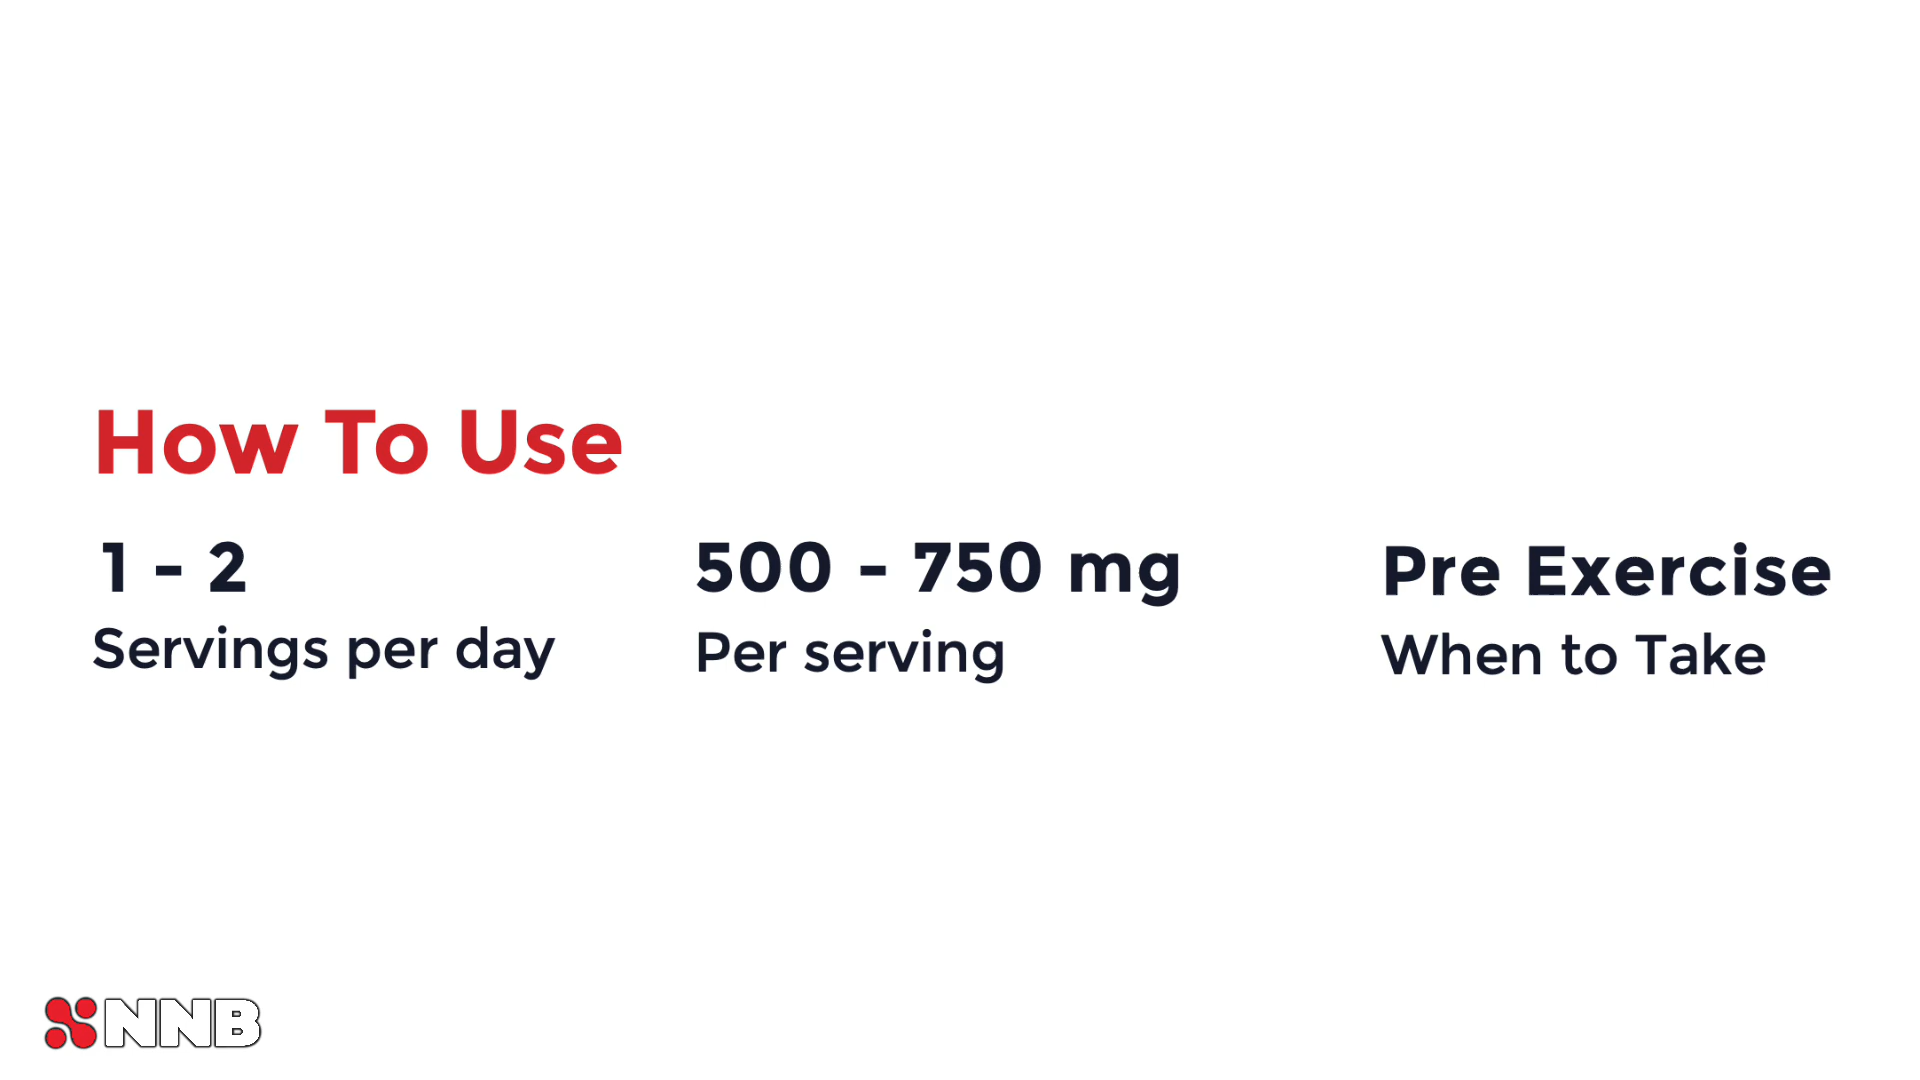 How To Use
1 - 2
Servings per day
500 - 750 mg
Per serving
Pre Exercise
When to Take
NNB